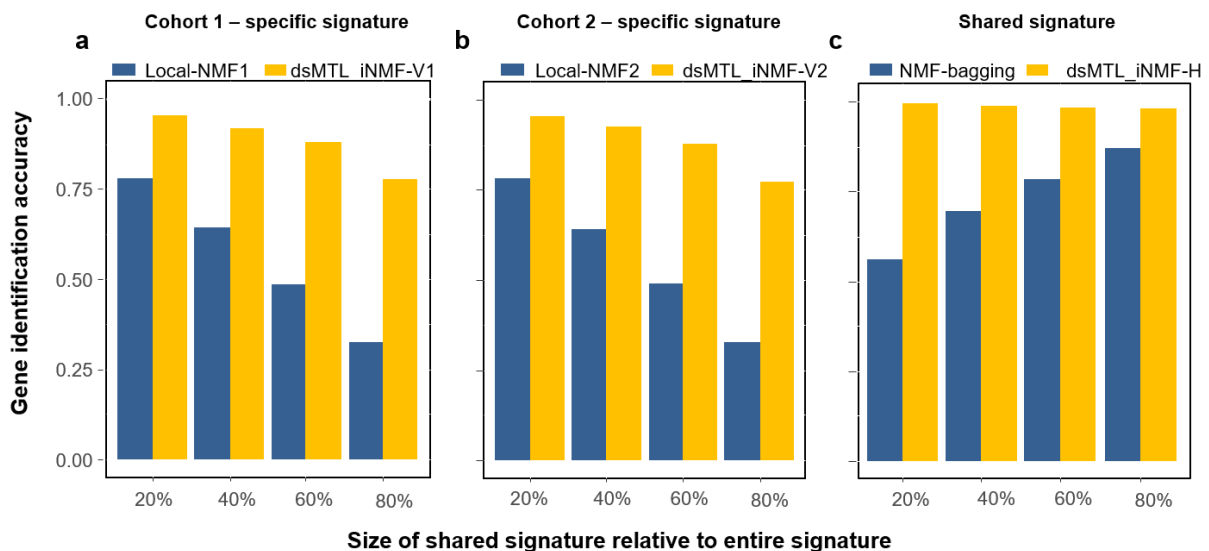 Cohort 1 – specific signature
Cohort 2 – specific signature
Shared signature
a
b
c
Local-NMF1 dsMTL_iNMF-V1
Local-NMF2 dsMTL_iNMF-V2
NMF-bagging dsMTL_iNMF-H
Gene identification accuracy
1.00
0.75
0.50
0.25
0.00
20% 40% 60% 80%
20% 40% 60% 80%
20% 40% 60% 80%
Size of shared signature relative to entire signature